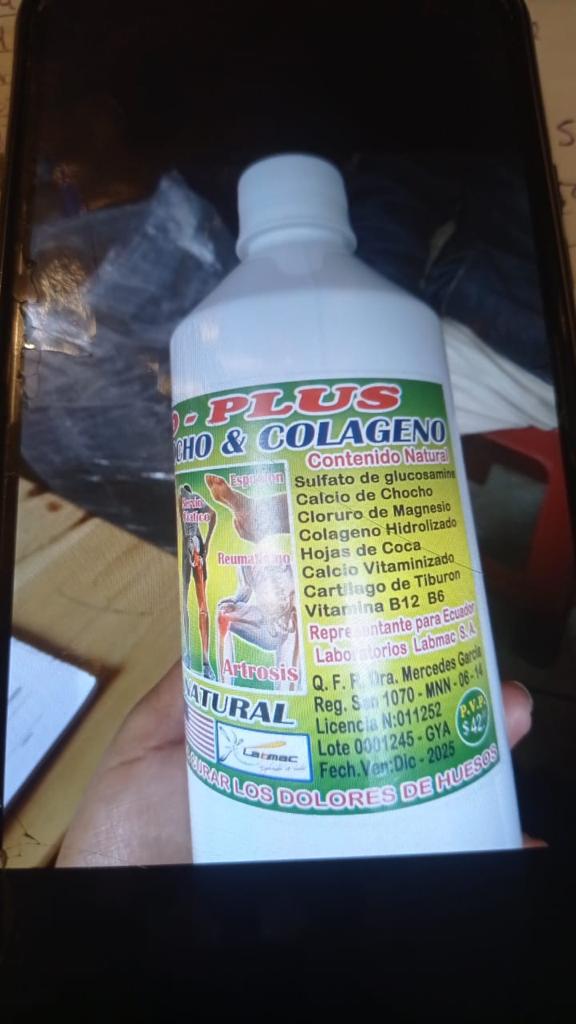 - PLUS
CHO & COLAGENO
Contenido Natural
Sulfato de glucosamine
Calcio de Chocho
Cloruro de Magnesio
Colageno Hidrolizado
Hojas de Coca
Calcio Vitaminizado
Cartilago de Tiburon
Vitamina B12 B6
Representante para Ecuador
Laboratorios Labmac S.A.
Espolon
Artrosis
Q. F. R. Dra. Mercedes Garcia
Reg. San 1070 - MNN - 06 - 14
Licencia N:011252
Lote 0001245 - GYA
Fech.Ven:Dic - 2025
P.V.P.
$ 42
NATURAL
Labmac
CURAR LOS DOLORES DE HUESOS